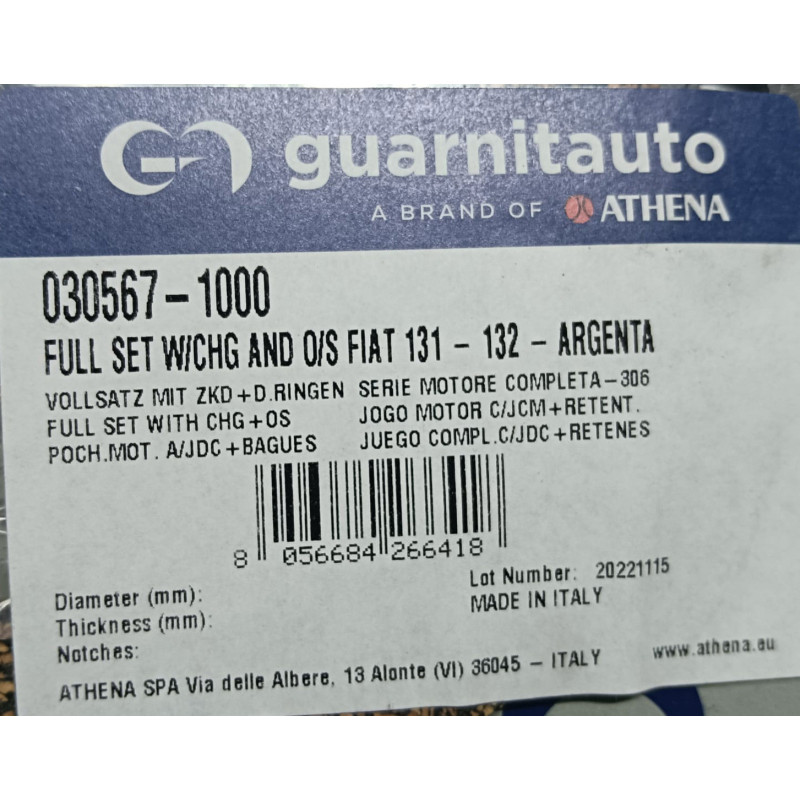 guarnitauto
A BRAND OF ATHENA
030567-1000
FULL SET W/CHG AND O/S FIAT 131 - 132 - ARGENTA
VOLLSATZ MIT ZKD+D.RINGEN SERIE MOTORE COMPLETA-306
FULL SET WITH CHG+OS JOGO MOTOR C/JCM+RETENT.
POCH.MOT. A/JDC+BAGUES JUEGO COMPL.C/JDC+RETENES
8 056684 266418
Lot Number: 20221115
MADE IN ITALY
Diameter (mm):
Thickness (mm):
Notches:
ATHENA SPA Via delle Albere, 13 Alonte (VI) 36045 - ITALY www.athena.eu